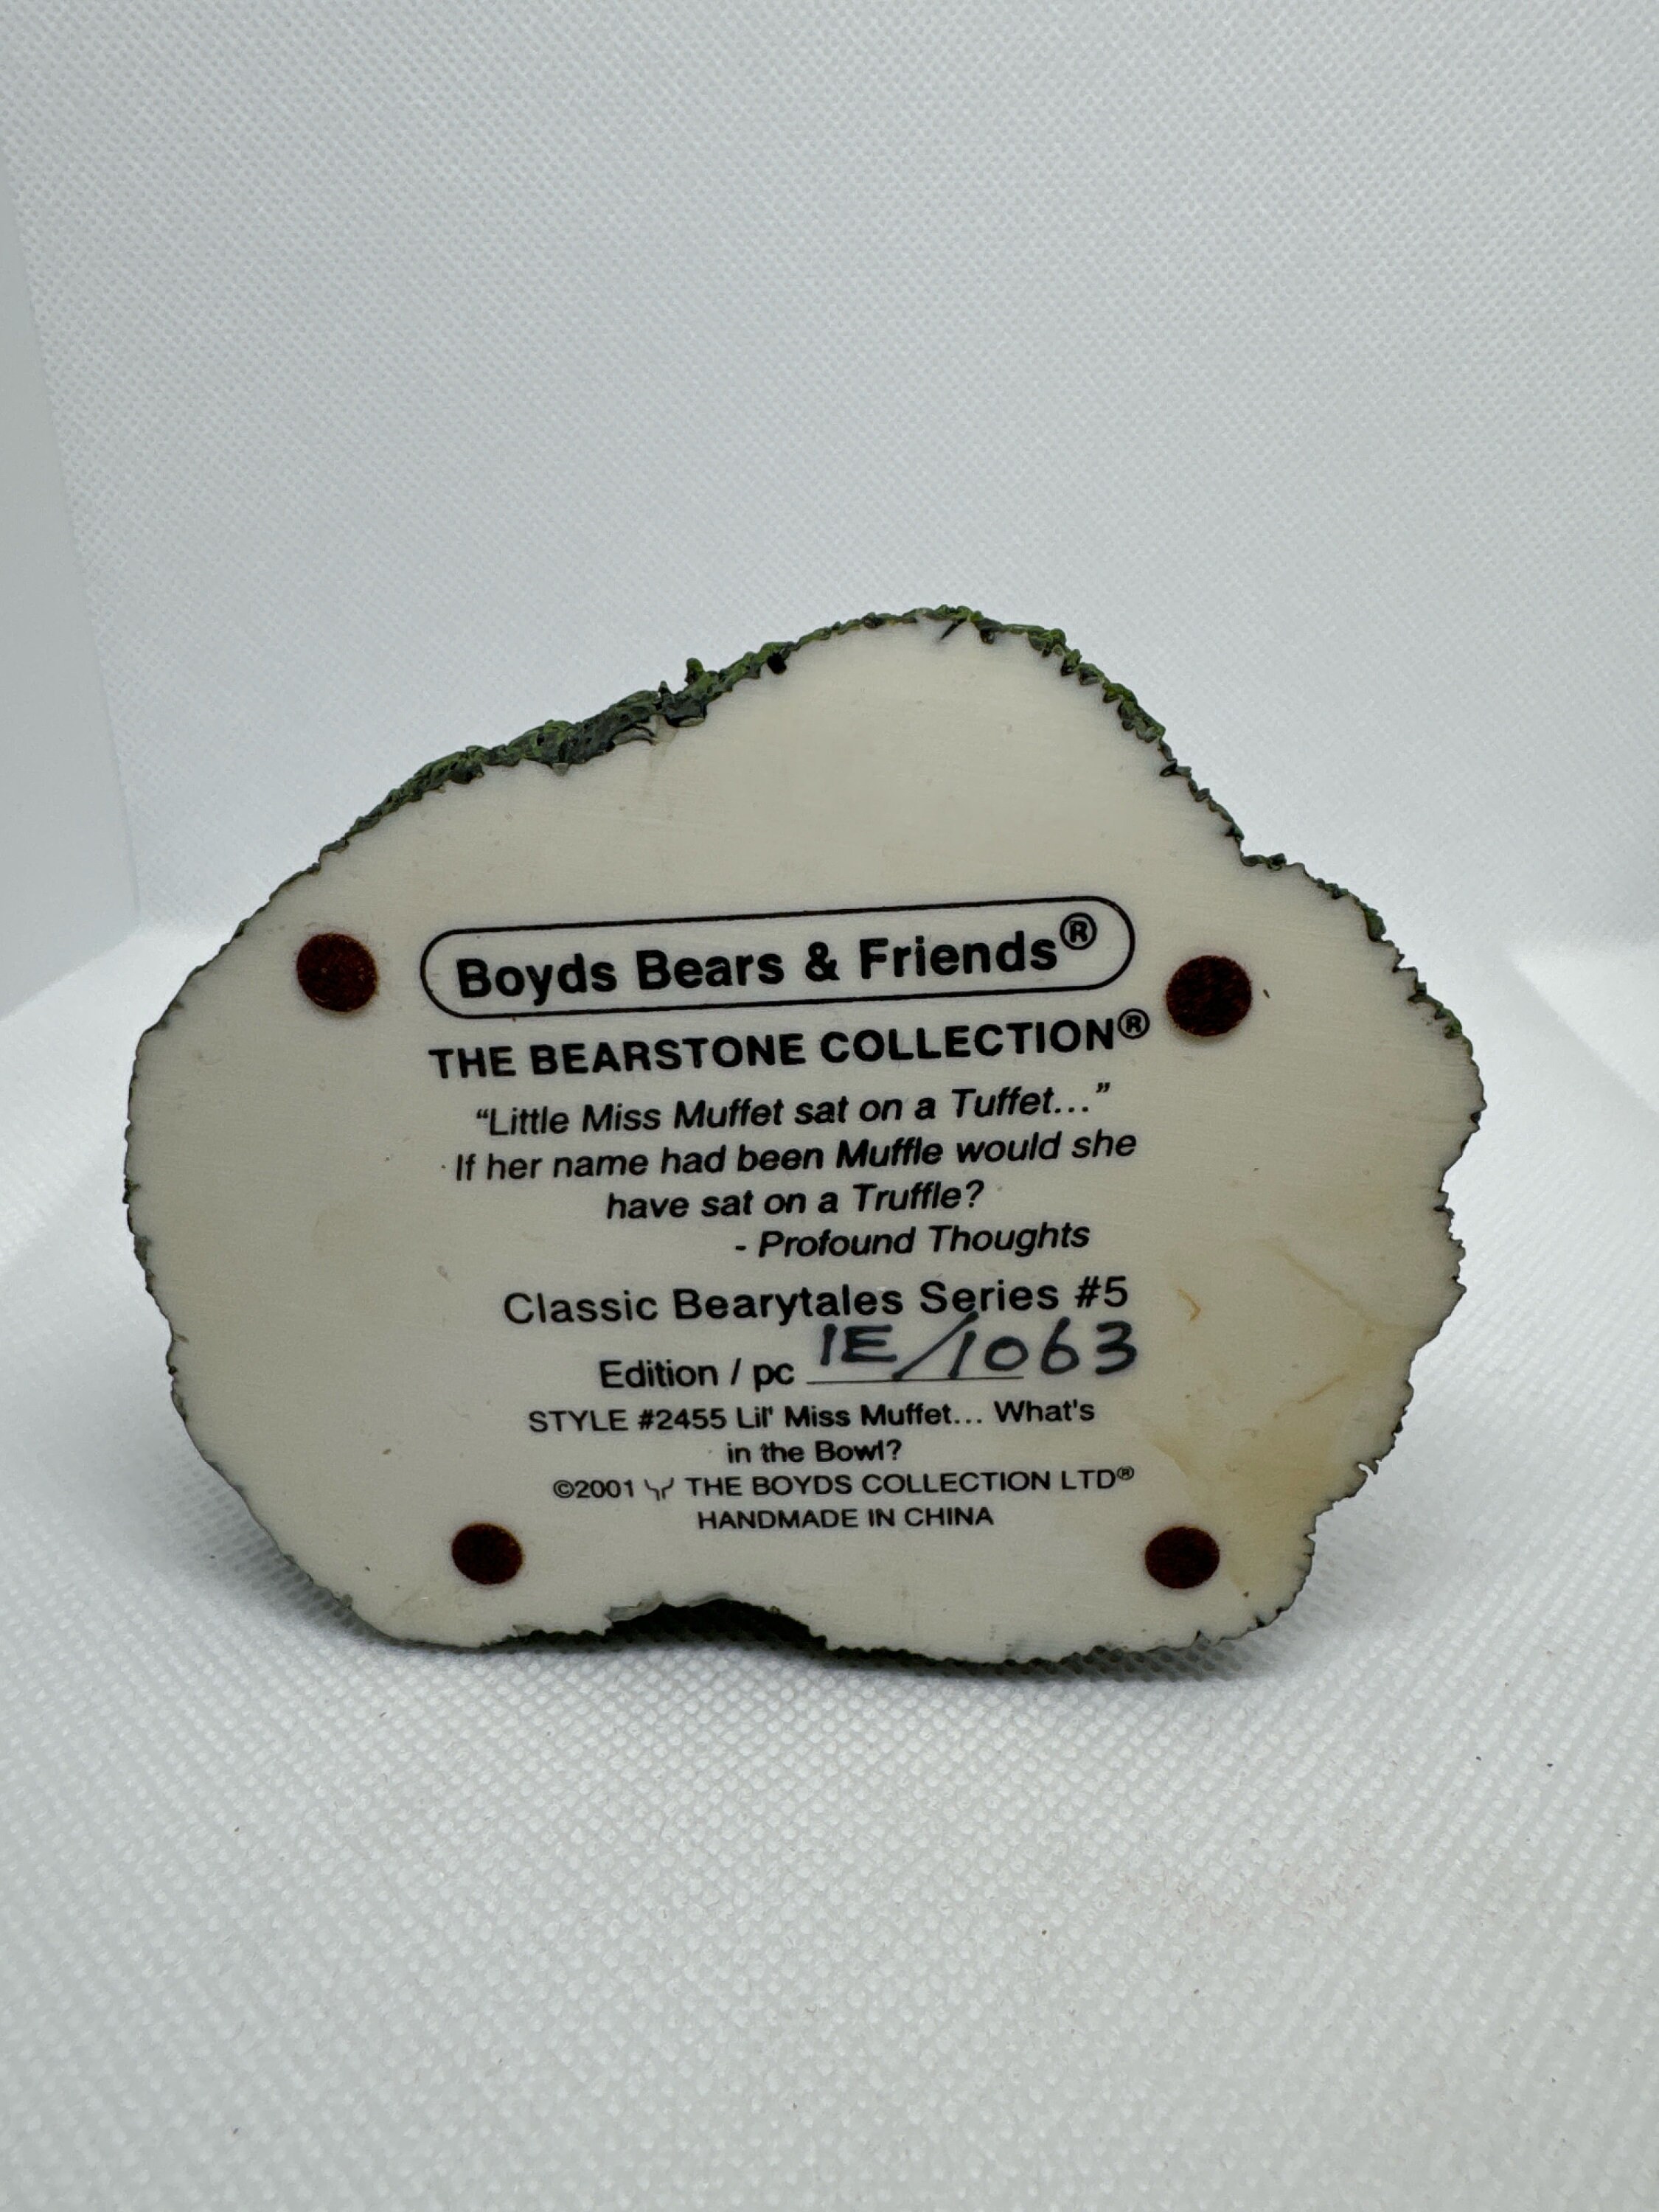 Boyds Bears & Friends®
THE BEARSTONE COLLECTION®
“Little Miss Muffet sat on a Tuffet...”
If her name had been Muffle would she
have sat on a Truffle?
- Profound Thoughts
Classic Bearytales Series #5
Edition / pc 1E/1063
STYLE #2455 Lil' Miss Muffet... What's
in the Bowl?
©2001 THE BOYDS COLLECTION LTD®
HANDMADE IN CHINA